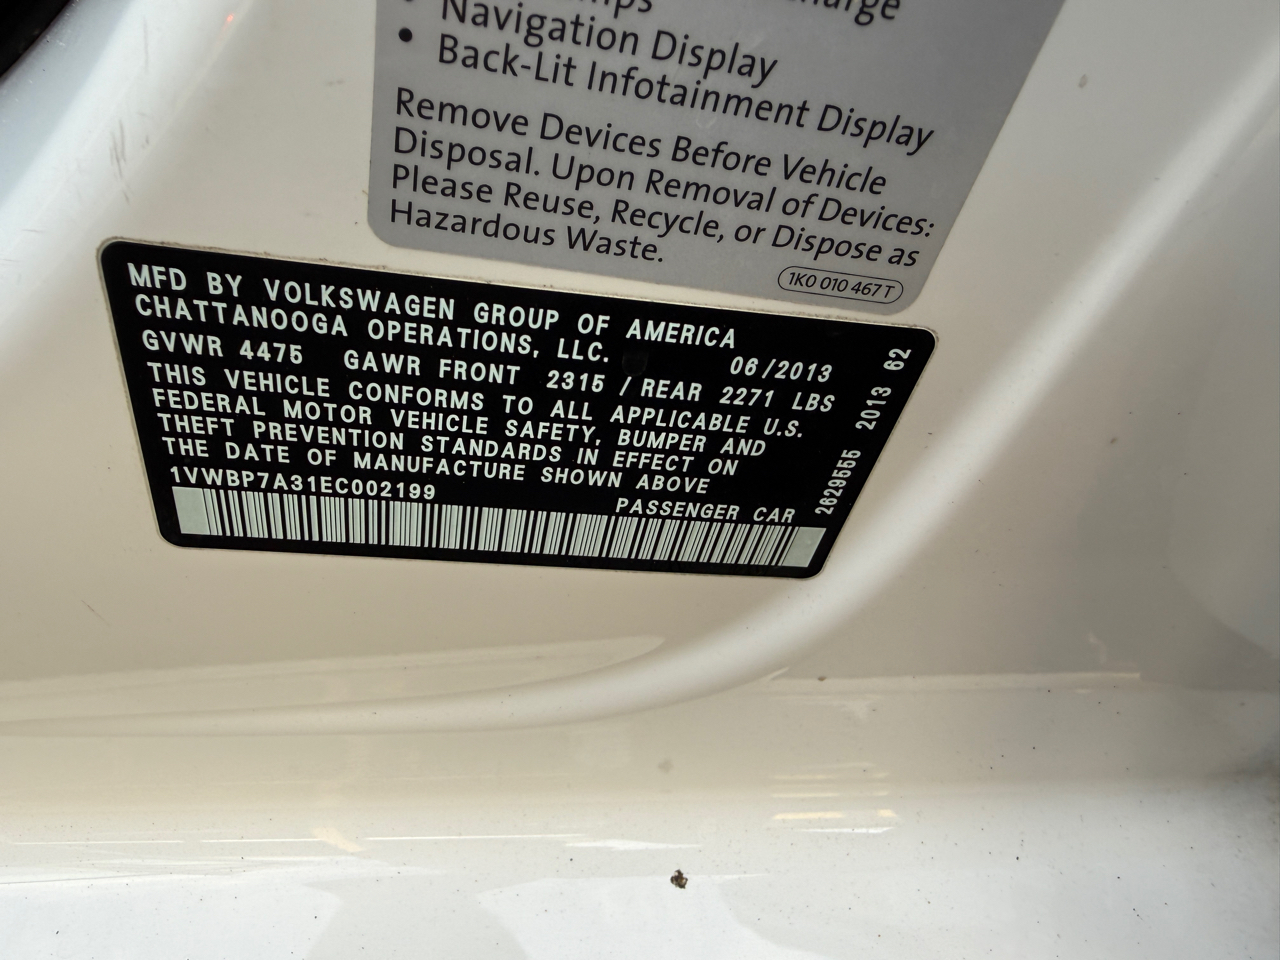 Navigation Display
• Back-Lit Infotainment Display
Remove Devices Before Vehicle
Disposal. Upon Removal of Devices:
Please Reuse, Recycle, or Dispose as
Hazardous Waste.
1K0 010 467 T
MFD BY VOLKSWAGEN GROUP OF AMERICA
CHATTANOOGA OPERATIONS, LLC.
06/2013
GVWR 4475 GAWR FRONT 2315 / REAR 2271 LBS
THIS VEHICLE CONFORMS TO ALL APPLICABLE U.S.
FEDERAL MOTOR VEHICLE SAFETY, BUMPER AND
THEFT PREVENTION STANDARDS IN EFFECT ON
THE DATE OF MANUFACTURE SHOWN ABOVE
1VWBP7A31EC002199
PASSENGER CAR
2629555 2013 62